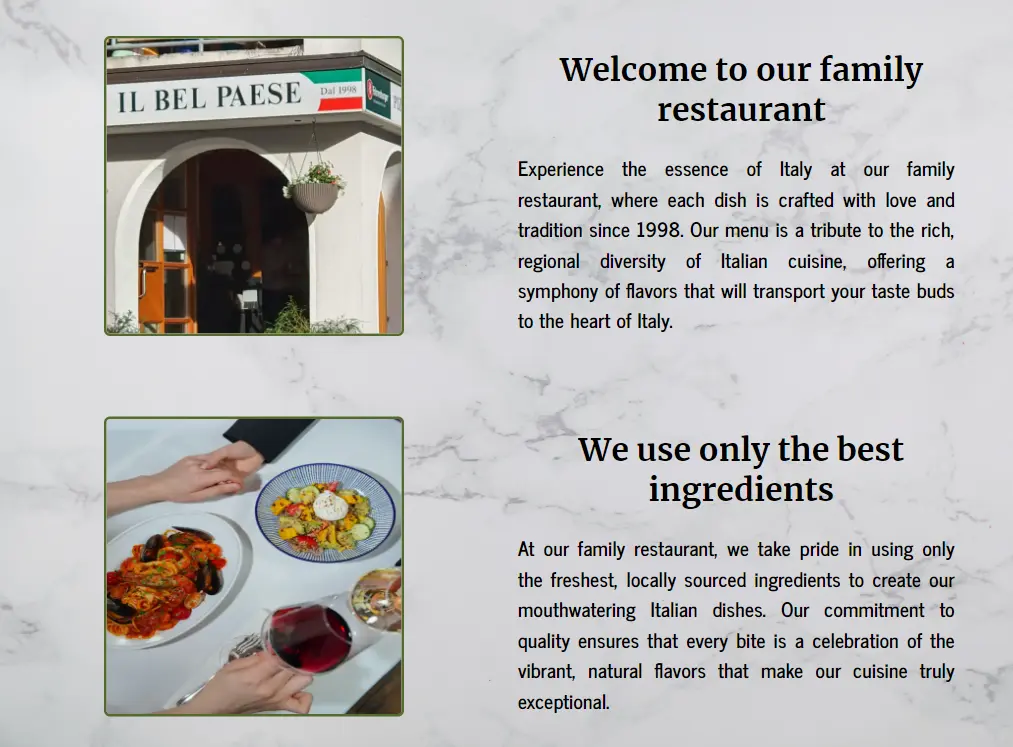 IL BEL PAESE
Dal 1998
Welcome to our family
restaurant
Experience the essence of Italy at our family
restaurant, where each dish is crafted with love and
tradition since 1998. Our menu is a tribute to the rich,
regional diversity of Italian cuisine, offering a
symphony of flavors that will transport your taste buds
to the heart of Italy.
We use only the best
ingredients
At our family restaurant, we take pride in using only
the freshest, locally sourced ingredients to create our
mouthwatering Italian dishes. Our commitment to
quality ensures that every bite is a celebration of the
vibrant, natural flavors that make our cuisine truly
exceptional.